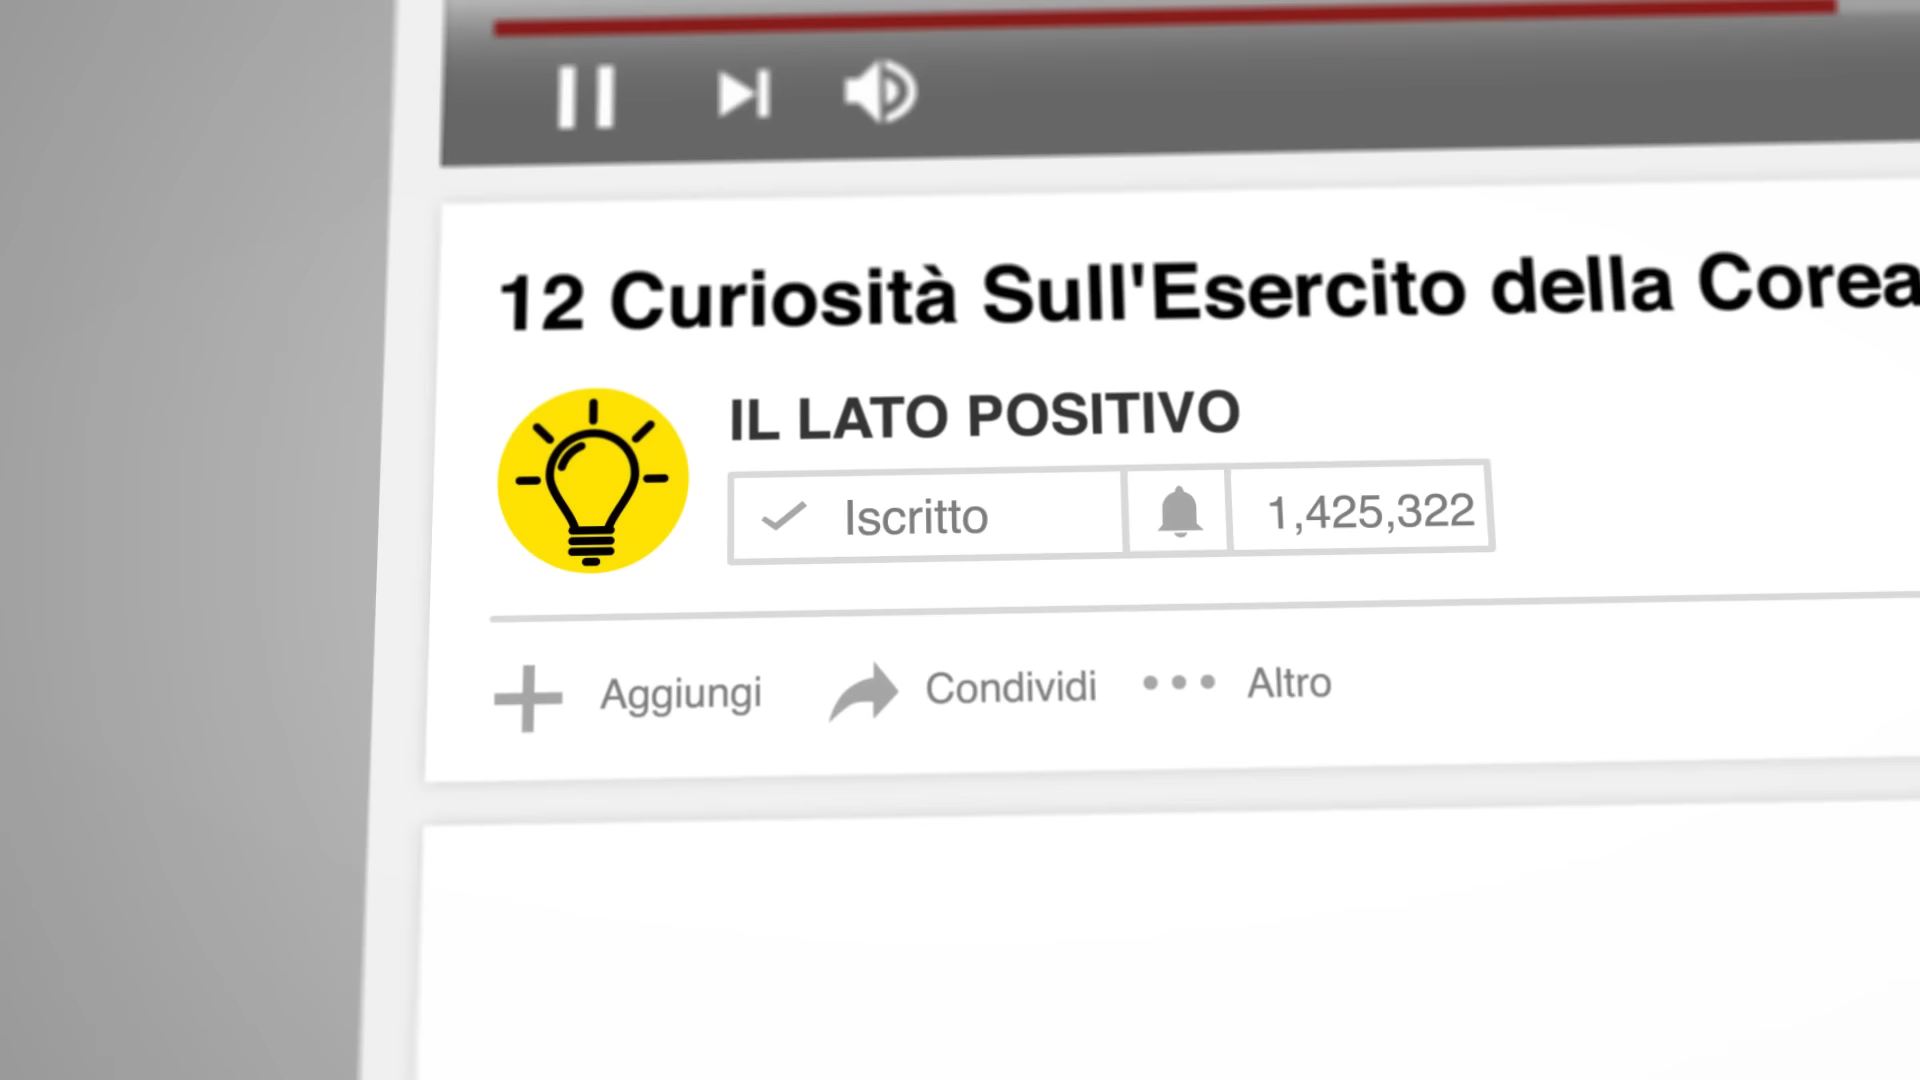 12 Curiosità Sull'Esercito della Corea
IL LATO POSITIVO
Iscritto 1,425,322
Aggiungi Condividi Altro